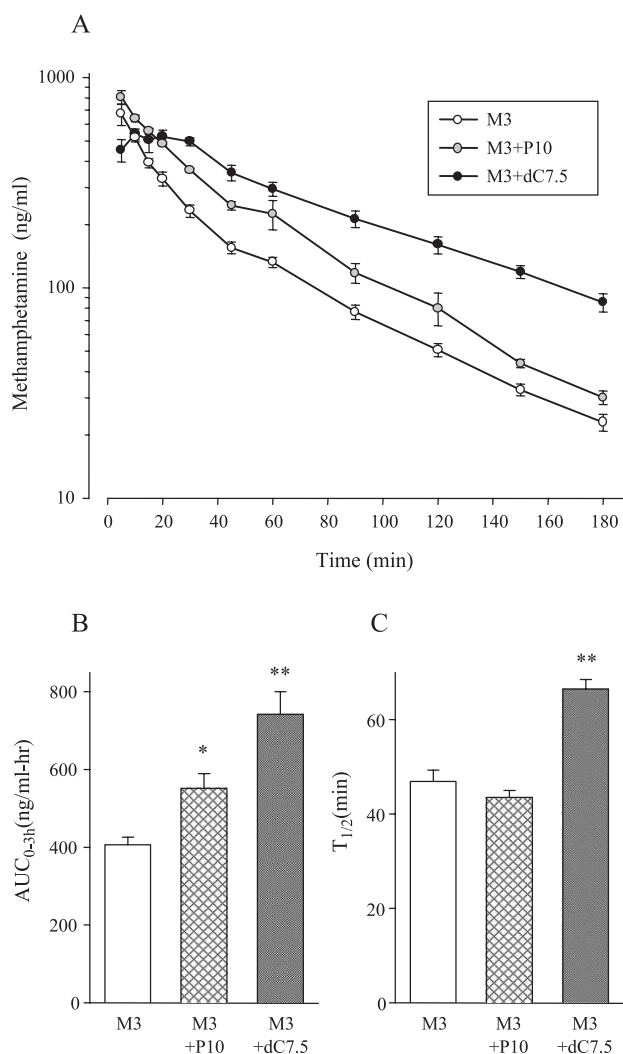 A
1000
100
10
Methamphetamine (ng/ml)
M3
M3+P10
M3+dC7.5
0 20 40 60 80 100 120 140 160 180
Time (min)
B
800
600
400
200
0
AUC0-3h(ng/ml-hr)
*
**
M3 M3 M3
+P10 +dC7.5
C
60
40
20
0
T1/2(min)
**
M3 M3 M3
+P10 +dC7.5